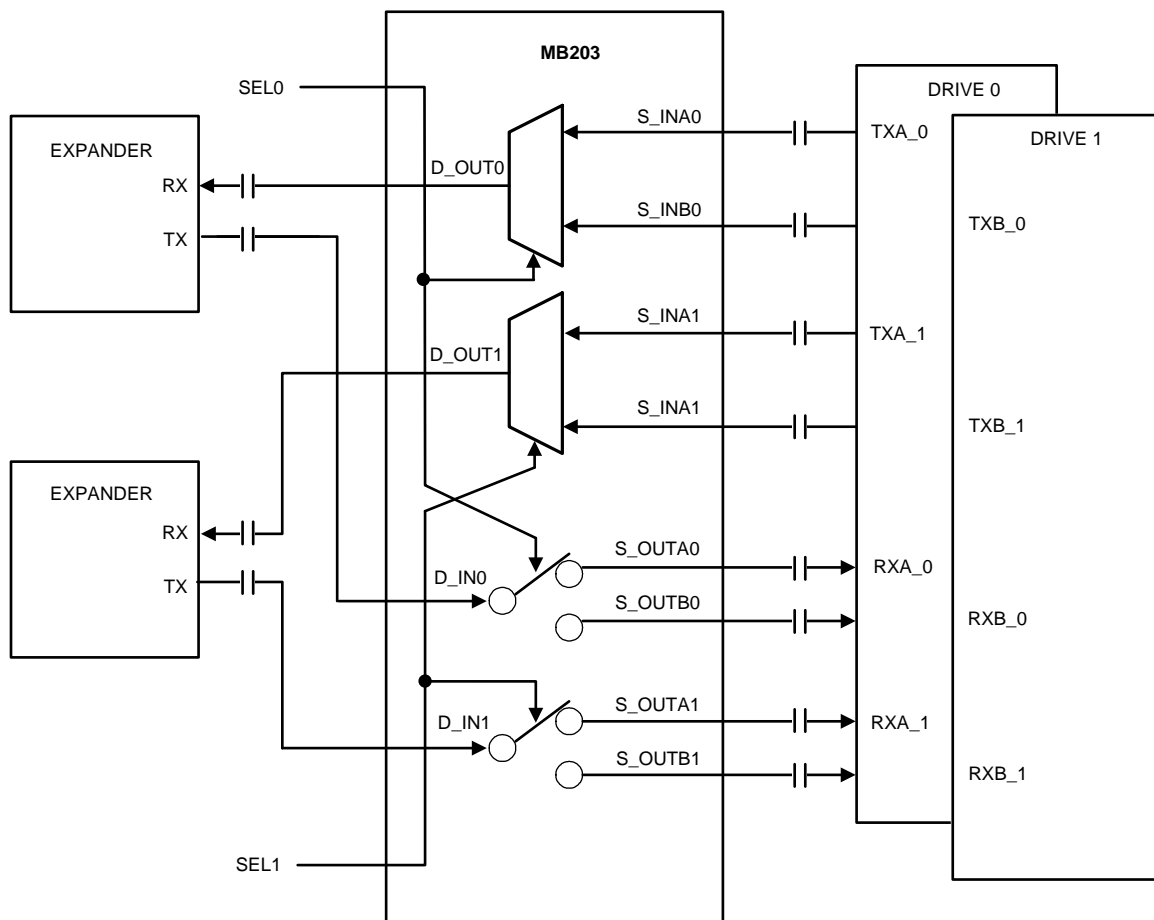 MB203
SEL0
DRIVE 0
DRIVE 1
EXPANDER
RX
TX
D_OUT0
S_INA0
TXA_0
S_INB0
TXB_0
D_OUT1
S_INA1
TXA_1
S_INA1
TXB_1
EXPANDER
RX
TX
D_IN0
S_OUTA0
RXA_0
S_OUTB0
RXB_0
D_IN1
S_OUTA1
RXA_1
S_OUTB1
RXB_1
SEL1